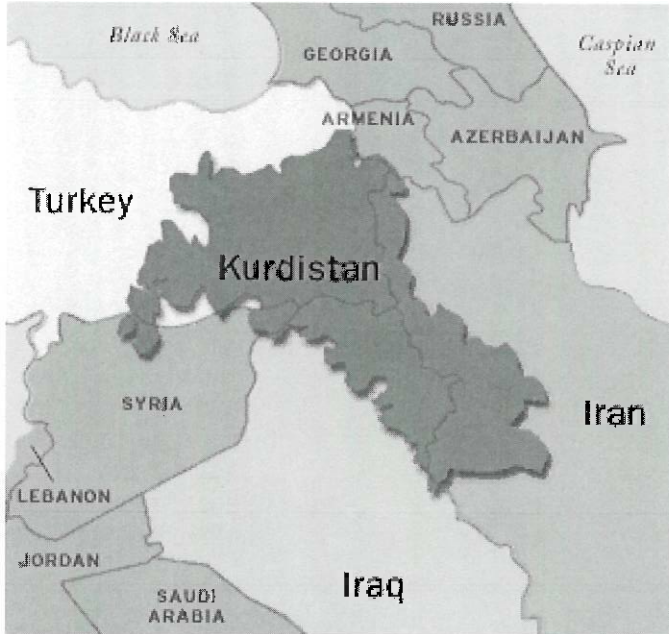 RUSSIA
Black Sea
Caspian
Sea
GEORGIA
ARMENIA
AZERBAIJAN
Turkey
Kurdistan
SYRIA
Iran
LEBANON
JORDAN
Iraq
SAUDI
ARABIA